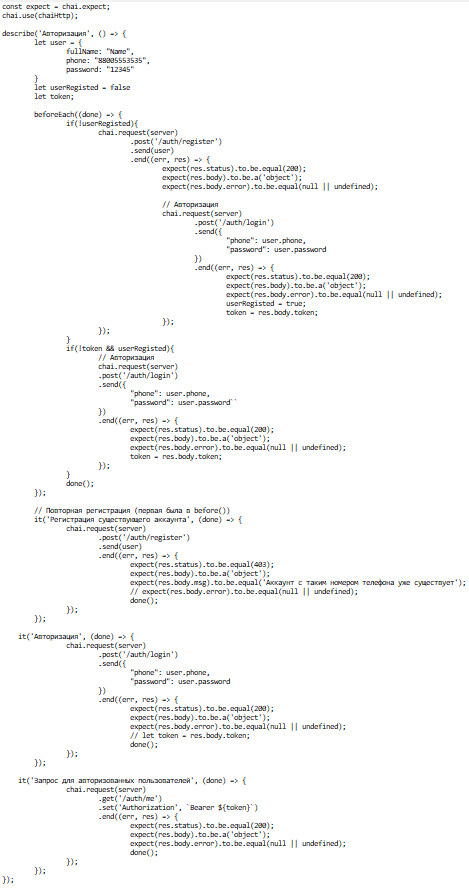 const expect = chai.expect;
chai.use(chaiHttp);
describe('Авторизация', () => {
let user = {
fullName: "Name",
phone: "88005553535",
password: "12345"
}
let userRegisted = false
let token;
beforeEach((done) => {
if(!userRegisted){
chai.request(server)
.post('/auth/register')
.send(user)
.end((err, res) => {
expect(res.status).to.be.equal(200);
expect(res.body).to.be.a('object');
expect(res.body.error).to.be.equal(null || undefined);
// Авторизация
chai.request(server)
.post('/auth/login')
.send({
"phone": user.phone,
"password": user.password
})
.end((err, res) => {
expect(res.status).to.be.equal(200);
expect(res.body).to.be.a('object');
expect(res.body.error).to.be.equal(null || undefined);
userRegisted = true;
token = res.body.token;
});
});
}
if(!token && userRegisted){
// Авторизация
chai.request(server)
.post('/auth/login')
.send({
"phone": user.phone,
"password": user.password``
})
.end((err, res) => {
expect(res.status).to.be.equal(200);
expect(res.body).to.be.a('object');
expect(res.body.error).to.be.equal(null || undefined);
token = res.body.token;
});
}
done();
});
// Повторная регистрация (первая была в before())
it('Регистрация существующего аккаунта', (done) => {
chai.request(server)
.post('/auth/register')
.send(user)
.end((err, res) => {
expect(res.status).to.be.equal(403);
expect(res.body).to.be.a('object');
expect(res.body.msg).to.be.equal('Аккаунт с таким номером телефона уже существует');
// expect(res.body.error).to.be.equal(null || undefined);
done();
});
});
it('Авторизация', (done) => {
chai.request(server)
.post('/auth/login')
.send({
"phone": user.phone,
"password": user.password
})
.end((err, res) => {
expect(res.status).to.be.equal(200);
expect(res.body).to.be.a('object');
expect(res.body.error).to.be.equal(null || undefined);
// let token = res.body.token;
done();
});
});
it('Запрос для авторизованных пользователей', (done) => {
chai.request(server)
.get('/auth/me')
.set('Authorization', `Bearer ${token}`)
.end((err, res) => {
expect(res.status).to.be.equal(200);
expect(res.body).to.be.a('object');
expect(res.body.error).to.be.equal(null || undefined);
done();
});
});
});